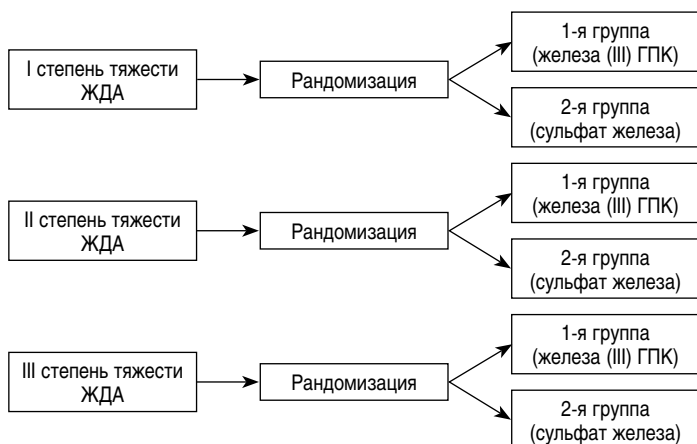 I степень тяжести
ЖДА
Рандомизация
1-я группа
(железа (III) ГПК)
2-я группа
(сульфат железа)
II степень тяжести
ЖДА
Рандомизация
1-я группа
(железа (III) ГПК)
2-я группа
(сульфат железа)
III степень тяжести
ЖДА
Рандомизация
1-я группа
(железа (III) ГПК)
2-я группа
(сульфат железа)